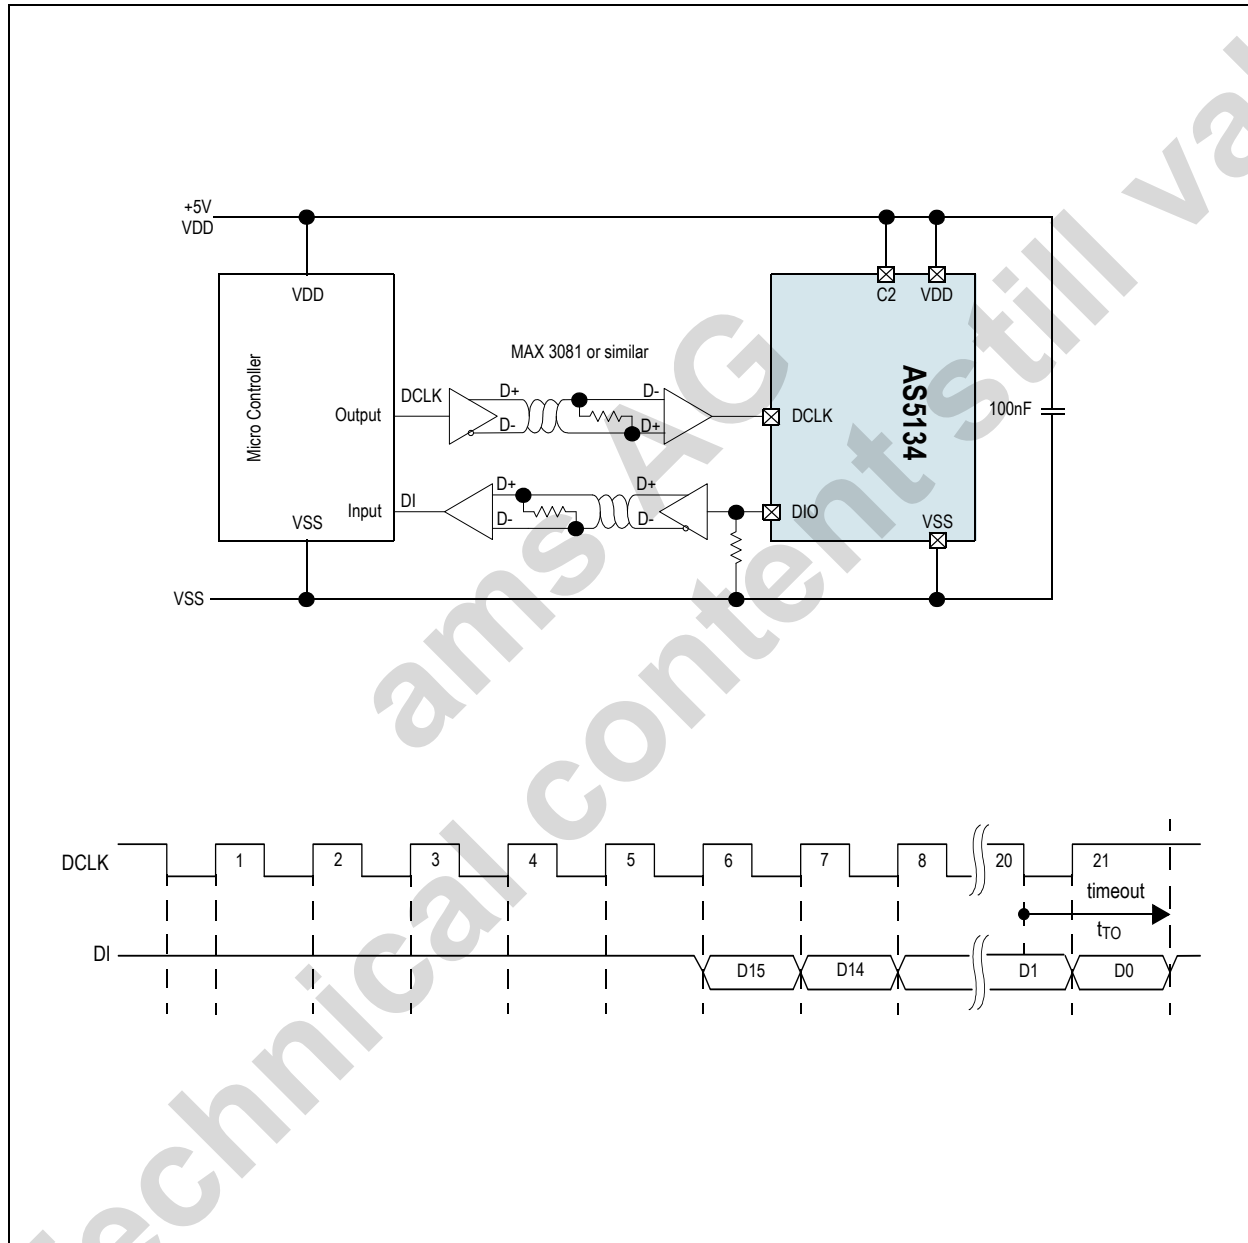 +5V
VDD
VDD
C2
VDD
Micro Controller
MAX 3081 or similar
AS5134
DCLK
D+
D-
Output
D-
D+
DCLK
100nF
DI
D+
D+
Input
D-
D-
DIO
VSS
VSS
VSS
DCLK
1
2
3
4
5
6
7
8
20
21
timeout
tTO
DI
D15
D14
D1
D0
ams AG
technical content still val